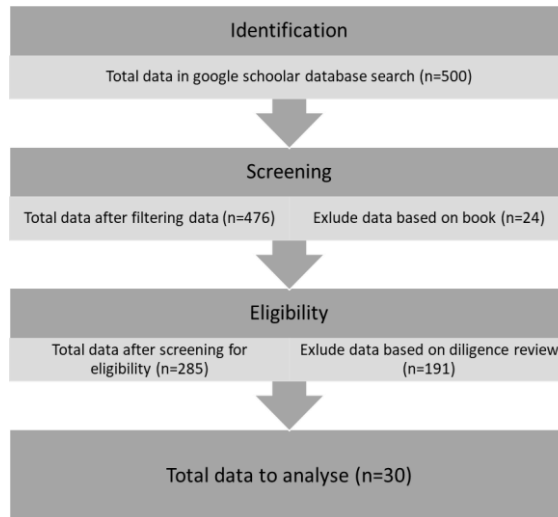 Identification
Total data in google schoolar database search (n=500)
Screening
Total data after filtering data (n=476)
Exlude data based on book (n=24)
Eligibility
Total data after screening for
eligibility (n=285)
Exlude data based on diligence review
(n=191)
Total data to analyse (n=30)